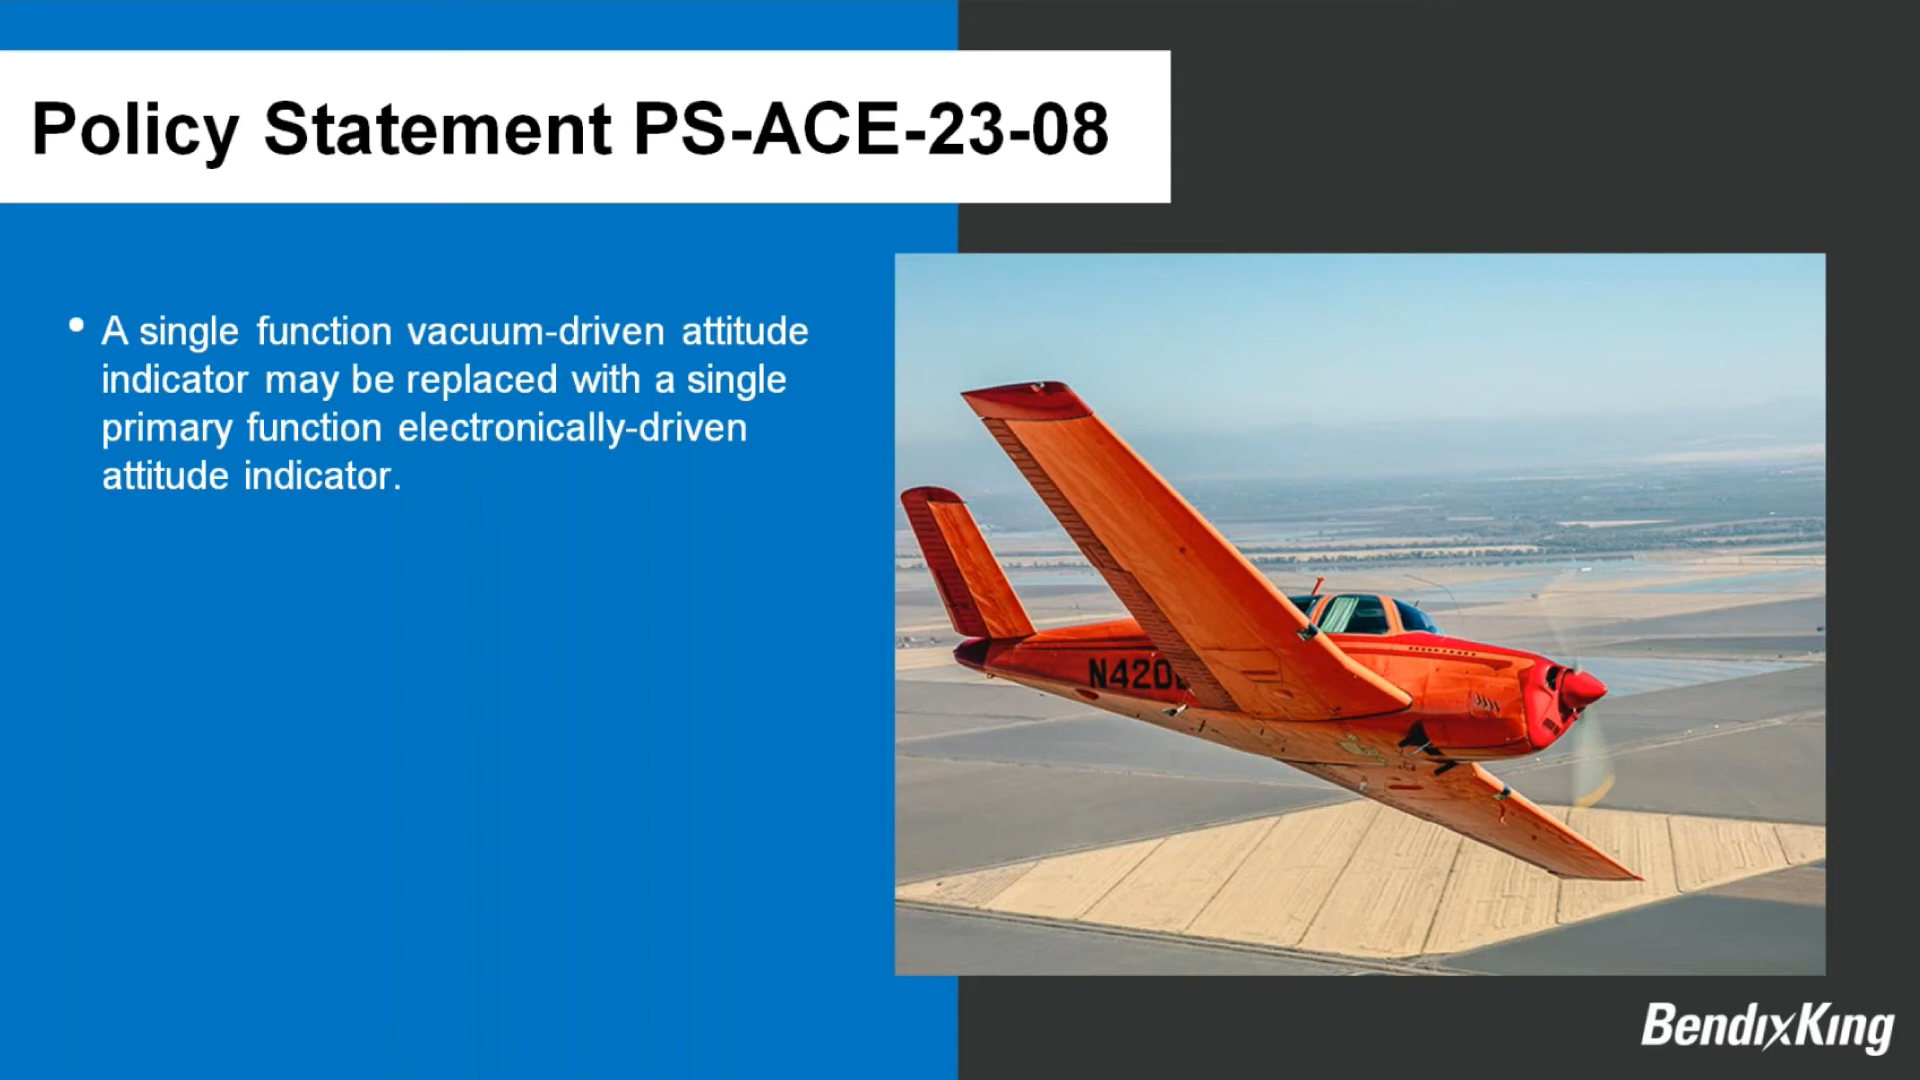 Policy Statement PS-ACE-23-08
• A single function vacuum-driven attitude
indicator may be replaced with a single
primary function electronically-driven
attitude indicator.
N420
BendixKing